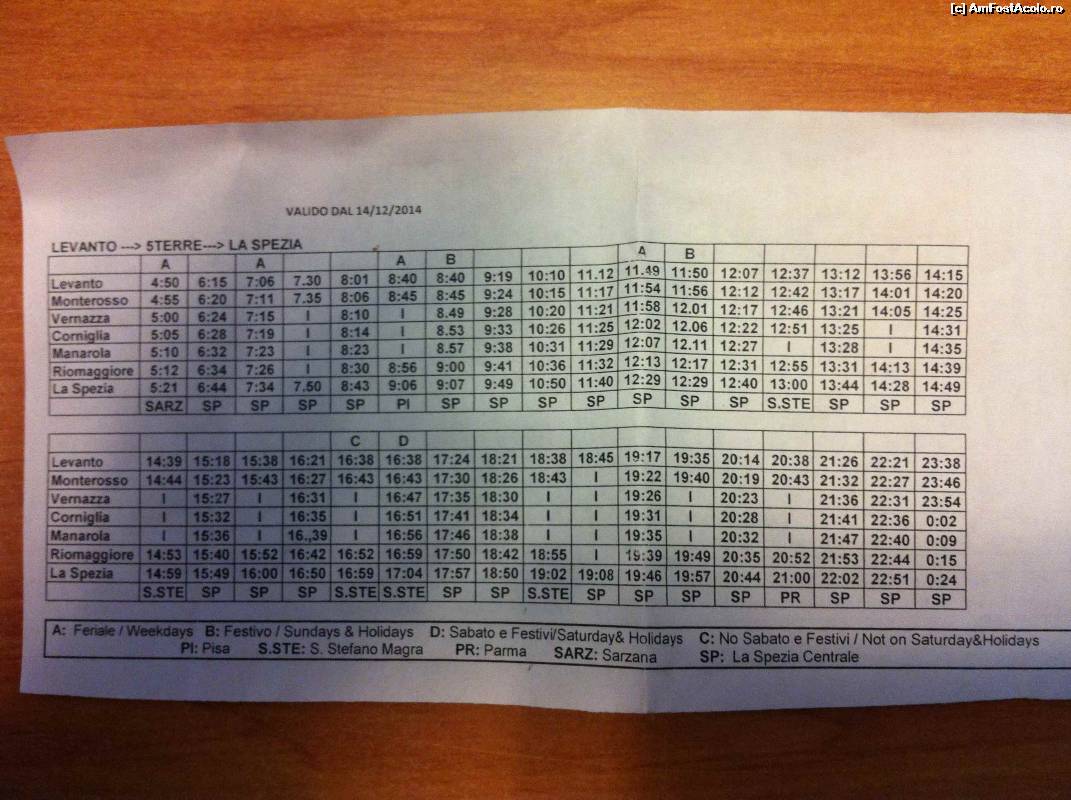 [c] AmFostAcolo.ro
VALIDO DAL 14/12/2014
LEVANTO ---> 5TERRE---> LA SPEZIA
A A A B A B
Levanto 4:50 6:15 7:06 7.30 8:01 8:40 8:40 9:19 10:10 11.12 11.49 11:50 12:07 12:37 13:12 13:56 14:15
Monterosso 4:55 6:20 7:11 7.35 8:06 8:45 8:45 9:24 10:15 11:17 11:54 11:56 12:12 12:42 13:17 14:01 14:20
Vernazza 5:00 6:24 7:15 I 8:10 I 8.49 9:28 10:20 11:21 11:58 12.01 12:17 12:46 13:21 14:05 14:25
Corniglia 5:05 6:28 7:19 I 8:14 I 8.53 9:33 10:26 11:25 12:02 12.06 12:22 12:51 13:25 I 14:31
Manarola 5:10 6:32 7:23 I 8:23 I 8.57 9:38 10:31 11:29 12:07 12.11 12:27 I 13:28 I 14:35
Riomaggiore 5:12 6:34 7:26 I 8:30 8:56 9:00 9:41 10:36 11:32 12:13 12:17 12:31 12:55 13:31 14:13 14:39
La Spezia 5:21 6:44 7:34 7.50 8:43 9:06 9:07 9:49 10:50 11:40 12:29 12:29 12:40 13:00 13:44 14:28 14:49
SARZ SP SP SP SP PI SP SP SP SP SP SP SP S.STE SP SP SP
C D
Levanto 14:39 15:18 15:38 16:21 16:38 16:38 17:24 18:21 18:38 18:45 19:17 19:35 20:14 20:38 21:26 22:21 23:38
Monterosso 14:44 15:23 15:43 16:27 16:43 16:43 17:30 18:26 18:43 I 19:22 19:40 20:19 20:43 21:32 22:27 23:46
Vernazza I 15:27 I 16:31 I 16:47 17:35 18:30 I I 19:26 I 20:23 I 21:36 22:31 23:54
Corniglia I 15:32 I 16:35 I 16:51 17:41 18:34 I I 19:31 I 20:28 I 21:41 22:36 0:02
Manarola I 15:36 I 16.,39 I 16:56 17:46 18:38 I I 19:35 I 20:32 I 21:47 22:40 0:09
Riomaggiore 14:53 15:40 15:52 16:42 16:52 16:59 17:50 18:42 18:55 I 19:39 19:49 20:35 20:52 21:53 22:44 0:15
La Spezia 14:59 15:49 16:00 16:50 16:59 17:04 17:57 18:50 19:02 19:08 19:46 19:57 20:44 21:00 22:02 22:51 0:24
S.STE SP SP SP S.STE S.STE SP SP S.STE SP SP SP SP PR SP SP SP
A: Feriale / Weekdays B: Festivo / Sundays & Holidays D: Sabato e Festivi/Saturday& Holidays C: No Sabato e Festivi / Not on Saturday&Holidays
PI: Pisa S.STE: S. Stefano Magra PR: Parma SARZ: Sarzana SP: La Spezia Centrale